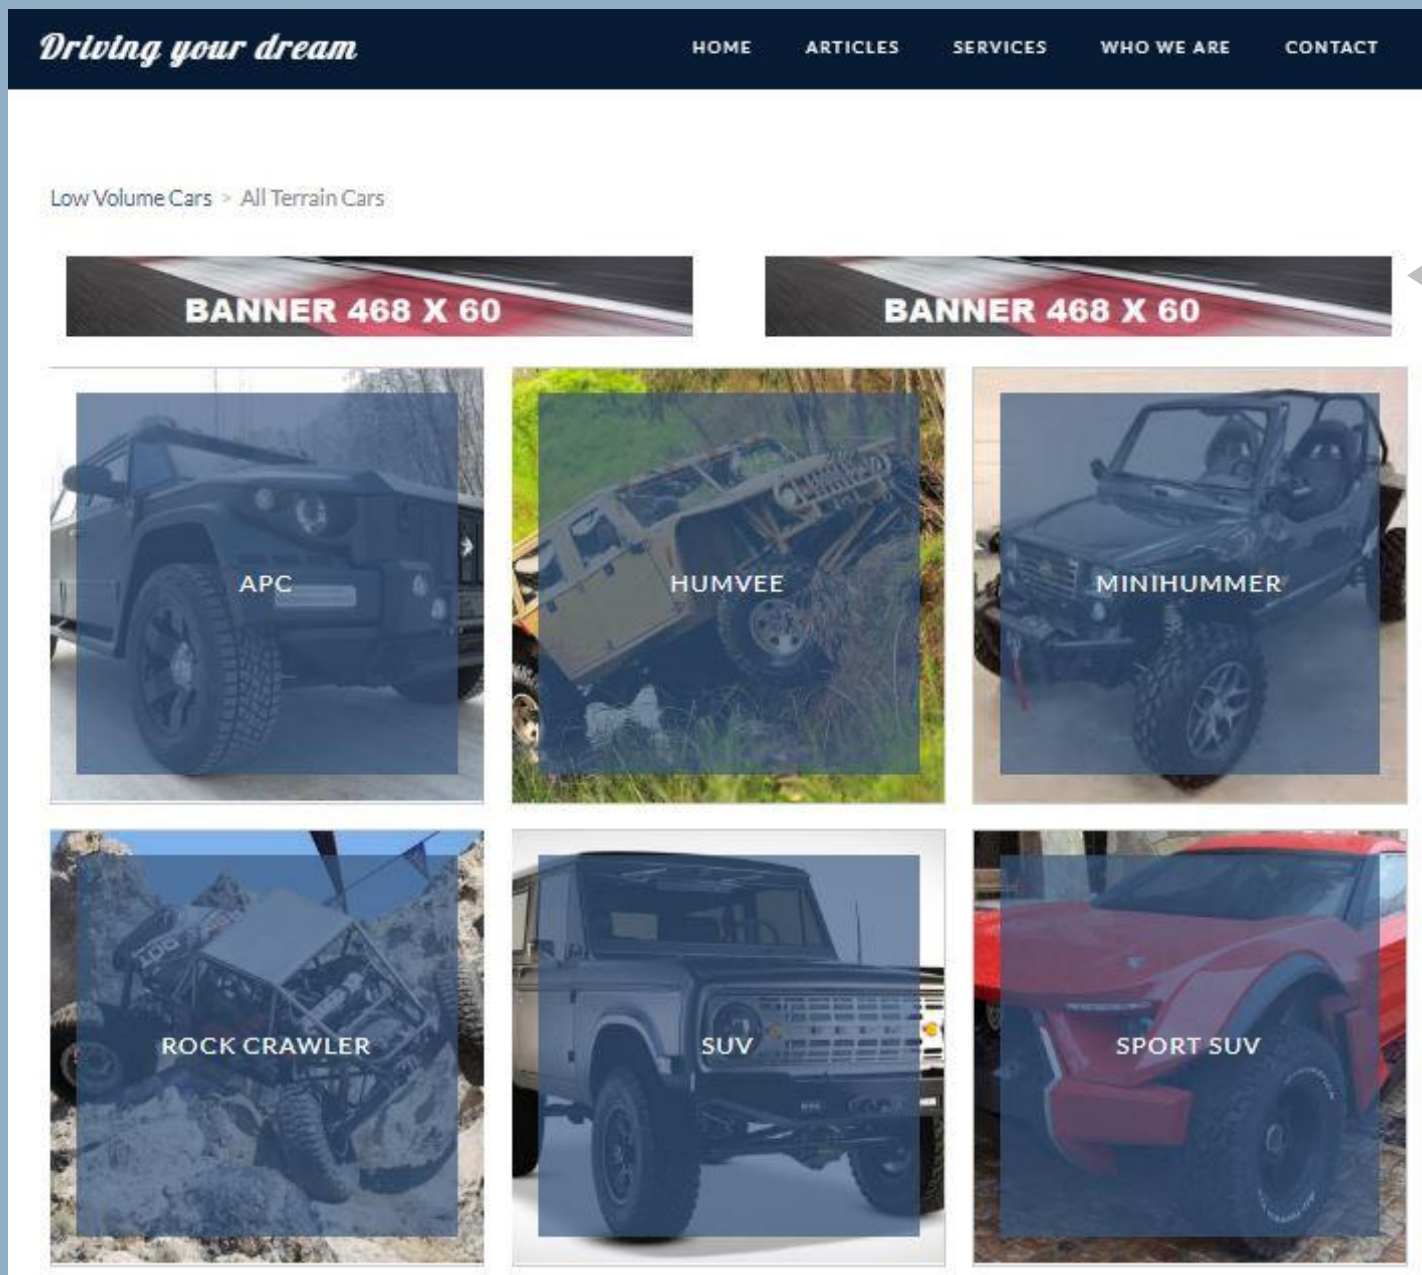 Driving your dream
HOME ARTICLES SERVICES WHO WE ARE CONTACT
Low Volume Cars > All Terrain Cars
BANNER 468 X 60 BANNER 468 X 60
APC HUMVEE MINIHUMMER
ROCK CRAWLER SUV SPORT SUV